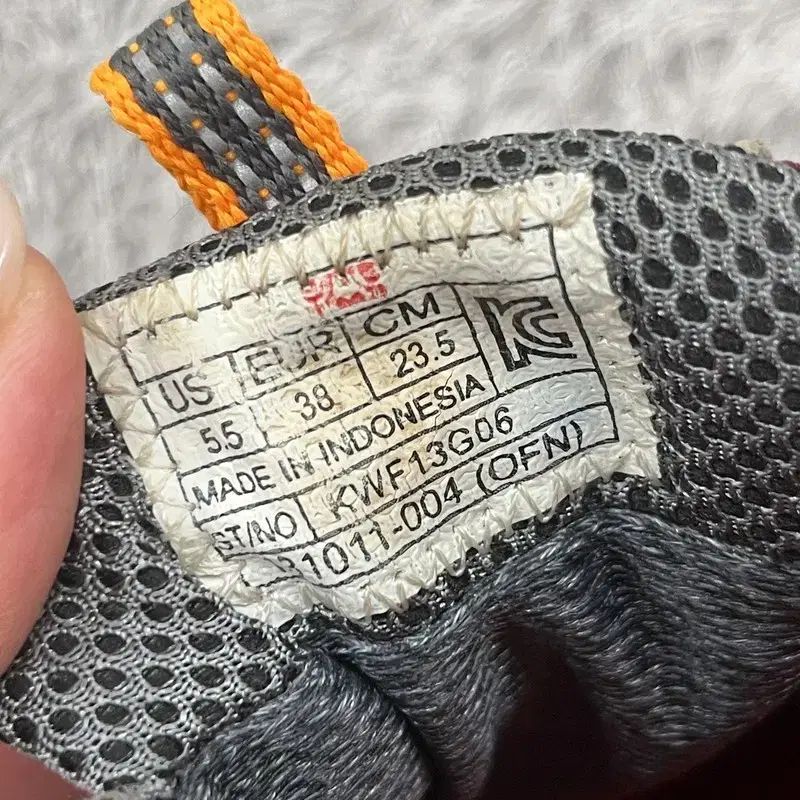 US EUR CM
5.5 38 23.5
MADE IN INDONESIA
ST/NO KWF13G06
1011-004 (OFN)